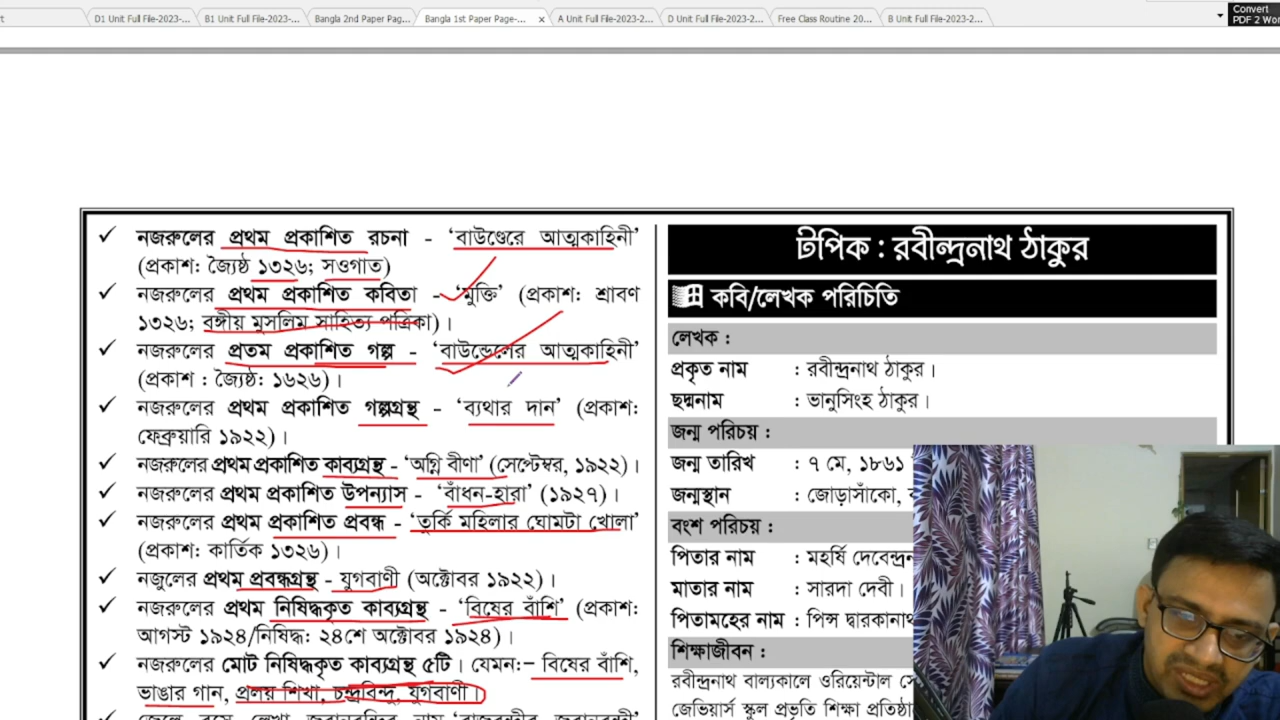 D1 Unit Full File-2023-...
B1 Unit Full File-2023-...
Bangla 2nd Paper Pag...
Bangla 1st Paper Page-...
A Unit Full File-2023-2...
D Unit Full File-2023-2...
Free Class Routine 20...
B Unit Full File-2023-2...
Convert
PDF 2 Wor
✓ নজরুলের প্রথম প্রকাশিত রচনা - ‘বাউণ্ডেরে আত্মকাহিনী’
(প্রকাশ: জ্যৈষ্ঠ ১৩২৬; সওগাত)
✓ নজরুলের প্রথম প্রকাশিত কবিতা - ‘মুক্তি’ (প্রকাশ: শ্রাবণ
১৩২৬; বঙ্গীয় মুসলিম সাহিত্য পত্রিকা)।
✓ নজরুলের প্রতম প্রকাশিত গল্প - ‘বাউন্ডেলের আত্মকাহিনী’
(প্রকাশ : জ্যৈষ্ঠ: ১৬২৬)।
✓ নজরুলের প্রথম প্রকাশিত গল্পগ্রন্থ - ‘ব্যথার দান’ (প্রকাশ:
ফেব্রুয়ারি ১৯২২)।
✓ নজরুলের প্রথম প্রকাশিত কাব্যগ্রন্থ - ‘অগ্নি বীণা’ (সেপ্টেম্বর, ১৯২২)।
✓ নজরুলের প্রথম প্রকাশিত উপন্যাস - ‘বাঁধন-হারা’ (১৯২৭)।
✓ নজরুলের প্রথম প্রকাশিত প্রবন্ধ - ‘তুর্কি মহিলার ঘোমটা খোলা’
(প্রকাশ: কার্তিক ১৩২৬)।
✓ নজুলের প্রথম প্রবন্ধগ্রন্থ - যুগবাণী (অক্টোবর ১৯২২)।
✓ নজরুলের প্রথম নিষিদ্ধকৃত কাব্যগ্রন্থ - ‘বিষের বাঁশি’ (প্রকাশ:
আগস্ট ১৯২৪/নিষিদ্ধ: ২৪শে অক্টোবর ১৯২৪)।
✓ নজরুলের মোট নিষিদ্ধকৃত কাব্যগ্রন্থ ৫টি। যেমন:- বিষের বাঁশি,
ভাঙার গান, প্রলয় শিখা, চন্দ্রবিন্দু, যুগবাণী।
টপিক : রবীন্দ্রনাথ ঠাকুর
কবি/লেখক পরিচিতি
লেখক :
প্রকৃত নাম : রবীন্দ্রনাথ ঠাকুর।
ছদ্মনাম : ভানুসিংহ ঠাকুর।
জন্ম পরিচয় :
জন্ম তারিখ : ৭ মে, ১৮৬১
জন্মস্থান : জোড়াসাঁকো,
বংশ পরিচয় :
পিতার নাম : মহর্ষি
মাতার নাম : সারদা দেবী।
পিতামহের নাম : পিন্স
শিক্ষাজীবন :
রবীন্দ্রনাথ বাল্যকালে ওরিয়েন্টাল
জেভিয়ার্স স্কুল প্রভৃতি শিক্ষা